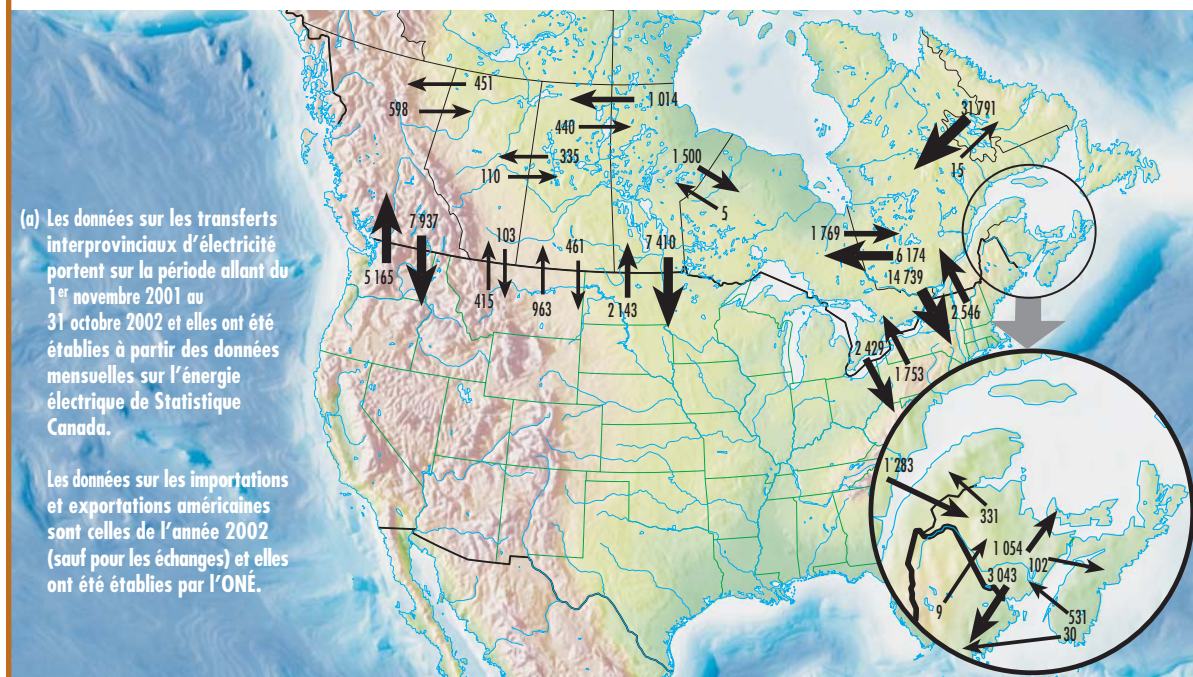 (a) Les données sur les transferts
interprovinciaux d'électricité
portent sur la période allant du
1er novembre 2001 au
31 octobre 2002 et elles ont été
établies à partir des données
mensuelles sur l'énergie
électrique de Statistique
Canada.
Les données sur les importations
et exportations américaines
sont celles de l'année 2002
(sauf pour les échanges) et elles
ont été établies par l'ONÉ.
451
598
1 014
440
335
110
1 500
5
31 791
15
1 769
6 174
14 739
2 546
7 937
5 165
103
415
461
963
7 410
2 143
2 429
1 753
1 283
331
1 054
102
3 043
9
531
30